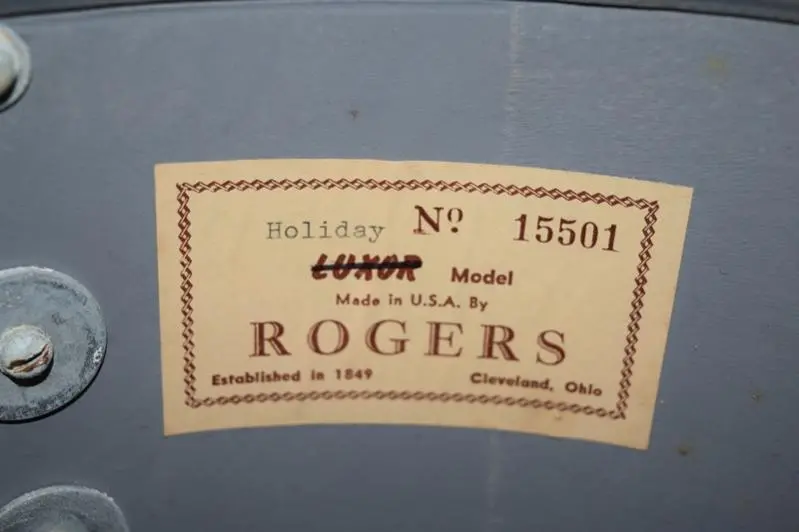 Holiday Nº 15501
LUXOR Model
Made in U.S.A. By
ROGERS
Established in 1849 Cleveland, Ohio